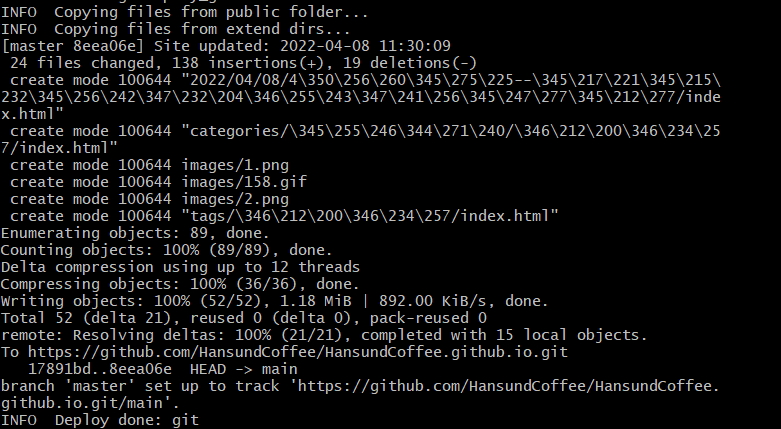 INFO  Copying files from public folder...
INFO  Copying files from extend dirs...
[master 8eea06e] Site updated: 2022-04-08 11:30:09
 24 files changed, 138 insertions(+), 19 deletions(-)
 create mode 100644 "2022/04/08/4\350\256\260\345\275\225--\345\217\221\345\215\
232\345\256\242\347\232\204\346\255\243\347\241\256\345\247\277\345\212\277/inde
x.html"
 create mode 100644 "categories/\345\255\246\344\271\240/\346\212\200\346\234\25
7/index.html"
 create mode 100644 images/1.png
 create mode 100644 images/158.gif
 create mode 100644 images/2.png
 create mode 100644 "tags/\346\212\200\346\234\257/index.html"
Enumerating objects: 89, done.
Counting objects: 100% (89/89), done.
Delta compression using up to 12 threads
Compressing objects: 100% (36/36), done.
Writing objects: 100% (52/52), 1.18 MiB | 892.00 KiB/s, done.
Total 52 (delta 21), reused 0 (delta 0), pack-reused 0
remote: Resolving deltas: 100% (21/21), completed with 15 local objects.
To https://github.com/HansundCoffee/HansundCoffee.github.io.git
   17891bd..8eea06e  HEAD -> main
branch 'master' set up to track 'https://github.com/HansundCoffee/HansundCoffee.
github.io.git/main'.
INFO  Deploy done: git